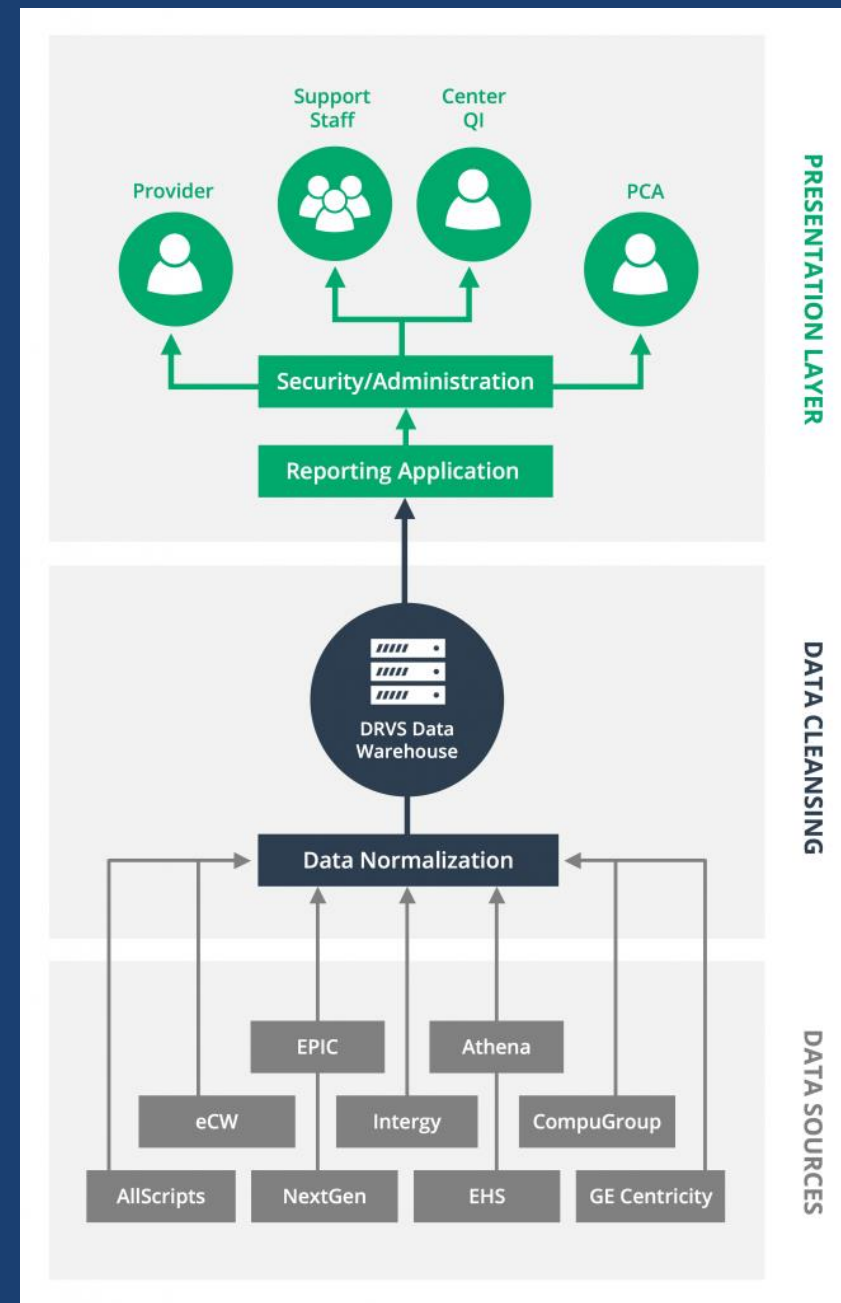 Support
Staff
Center
QI
Provider
PCA
Security/Administration
Reporting Application
PRESENTATION LAYER
DRVS Data
Warehouse
Data Normalization
DATA CLEANSING
EPIC
Athena
eCW
Intergy
CompuGroup
AllScripts
NextGen
EHS
GE Centricity
DATA SOURCES